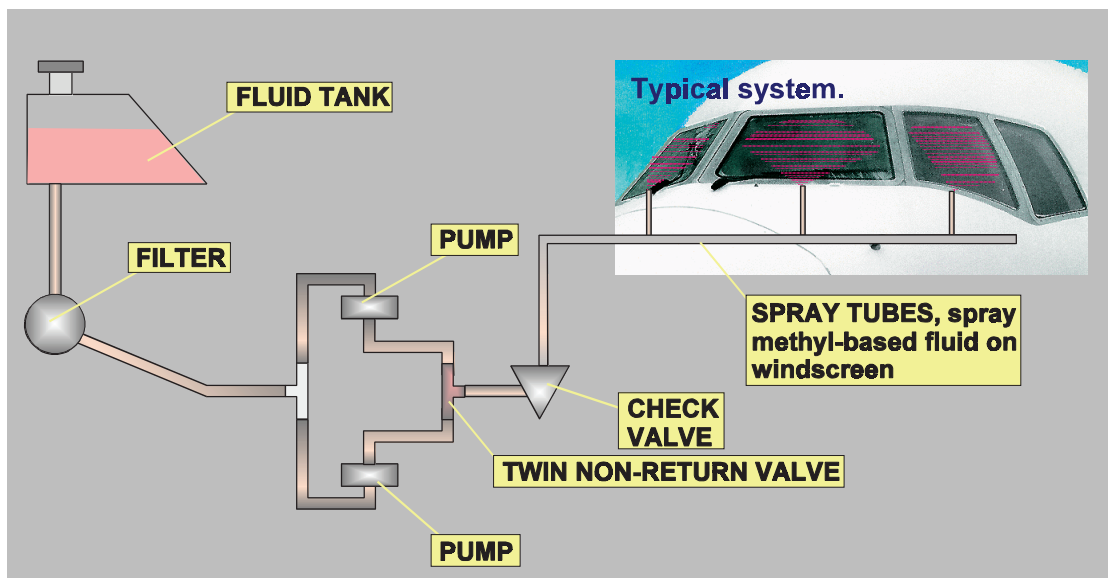 Typical system.
FLUID TANK
FILTER
PUMP
SPRAY TUBES, spray
methyl-based fluid on
windscreen
CHECK
VALVE
TWIN NON-RETURN VALVE
PUMP